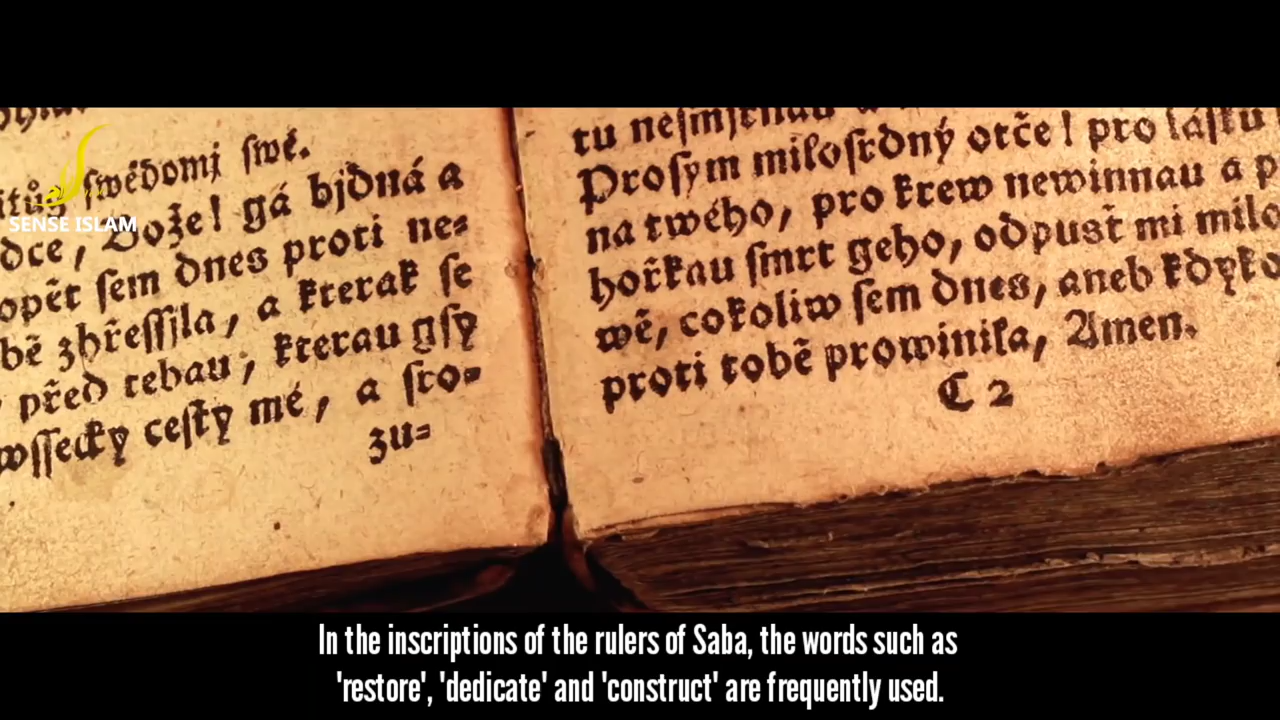 ſwědomj ſwé.
SENSE ISLAM
dce, Bože! gá bjdná a
opět ſem dnes proti ne⸗
bě zhřeſſyla, a kterak ſe
před tebau, kterau gſy
wſſecky ceſty mé, a ſro⸗
zu⸗
Proſym miloſrdný otče! pro láſku
na twého, pro krew newinnau a p
hořkau ſmrt geho, odpuſť mi milo
wě, cokoliw ſem dnes, aneb kdyko
proti tobě prowinila, Amen.
C 2
In the inscriptions of the rulers of Saba, the words such as
'restore', 'dedicate' and 'construct' are frequently used.